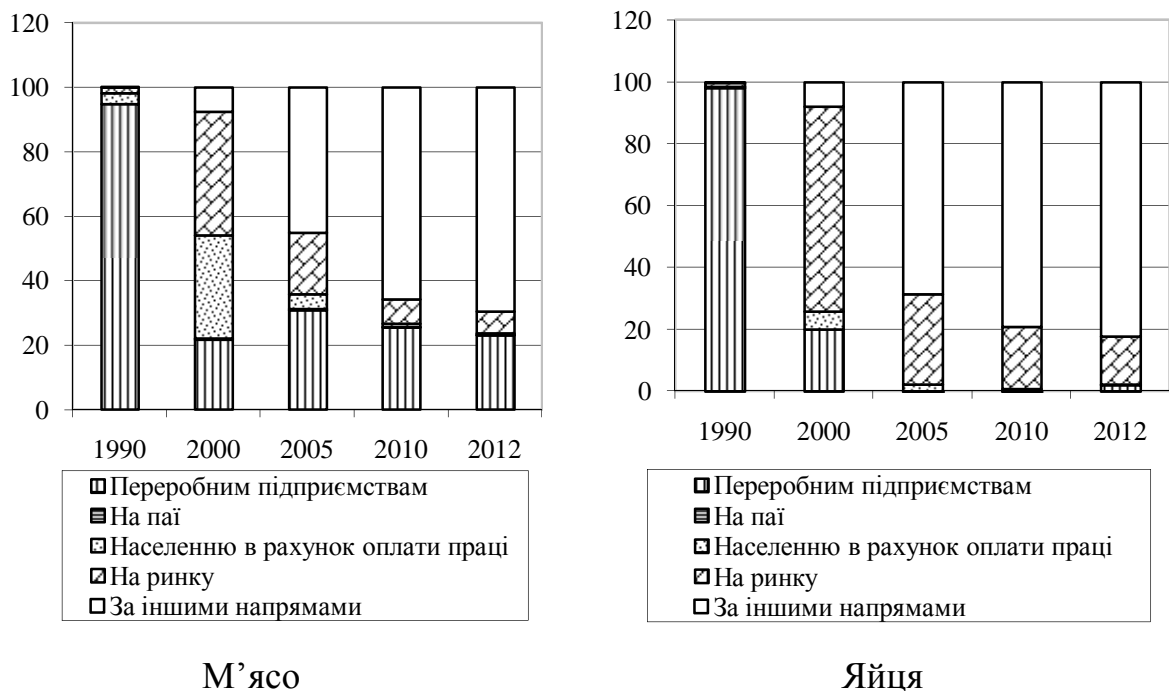 120
100
80
60
40
20
0
1990 2000 2005 2010 2012
Переробним підприємствам
На паї
Населенню в рахунок оплати праці
На ринку
За іншими напрямами
М’ясо
120
100
80
60
40
20
0
1990 2000 2005 2010 2012
Переробним підприємствам
На паї
Населенню в рахунок оплати праці
На ринку
За іншими напрямами
Яйця